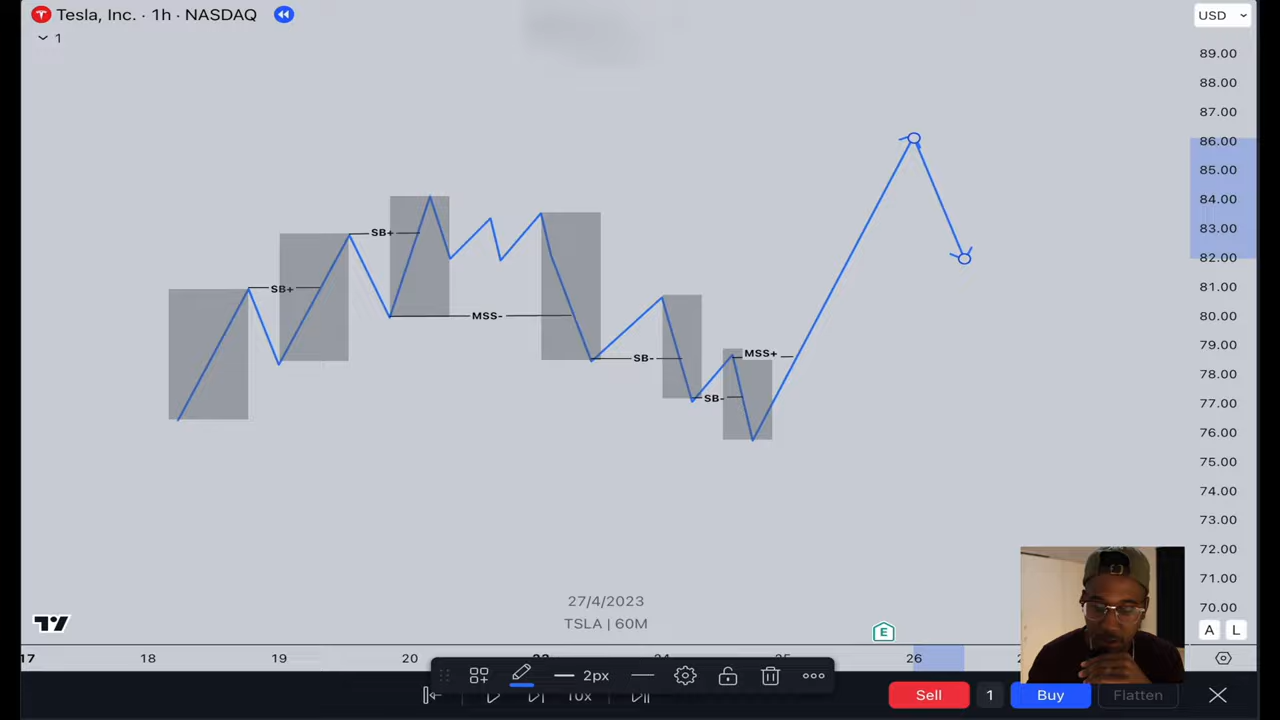 Tesla, Inc. · 1h · NASDAQ
1
USD
89.00
88.00
87.00
86.00
85.00
84.00
83.00
82.00
81.00
80.00
79.00
78.00
77.00
76.00
75.00
74.00
73.00
72.00
71.00
70.00
SB+
SB+
MSS-
SB-
MSS+
SB-
27/4/2023
TSLA | 60M
E
A L
17 18 19 20 25 26
2px
10x
Sell 1 Buy Flatten